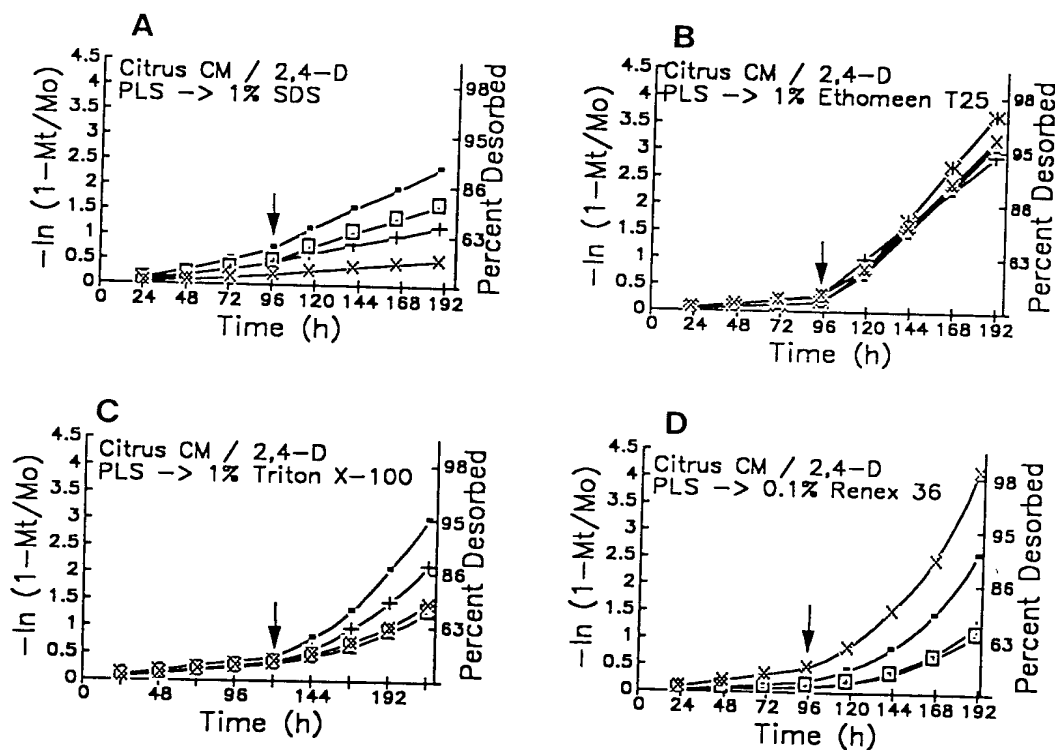 A
4.5
4
3.5
3
2.5
2
1.5
1
0.5
0
Citrus CM / 2,4-D
PLS -> 1% SDS
98
95
86
63
24 48 72 96 120 144 168 192
Time (h)
-ln (1-Mt/Mo)
Percent Desorbed
B
4.5
4
3.5
3
2.5
2
1.5
1
0.5
0
Citrus CM / 2,4-D
PLS -> 1% Ethomeen T25
98
95
86
63
0 24 48 72 96 120 144 168 192
Time (h)
-ln (1-Mt/Mo)
Percent Desorbed
C
4.5
4
3.5
3
2.5
2
1.5
1
0.5
0
Citrus CM / 2,4-D
PLS -> 1% Triton X-100
98
95
86
63
0 48 96 144 192
Time (h)
-ln (1-Mt/Mo)
Percent Desorbed
D
4.5
4
3.5
3
2.5
2
1.5
1
0.5
0
Citrus CM / 2,4-D
PLS -> 0.1% Renex 36
98
95
86
63
0 24 48 72 96 120 144 168 192
Time (h)
-ln (1-Mt/Mo)
Percent Desorbed